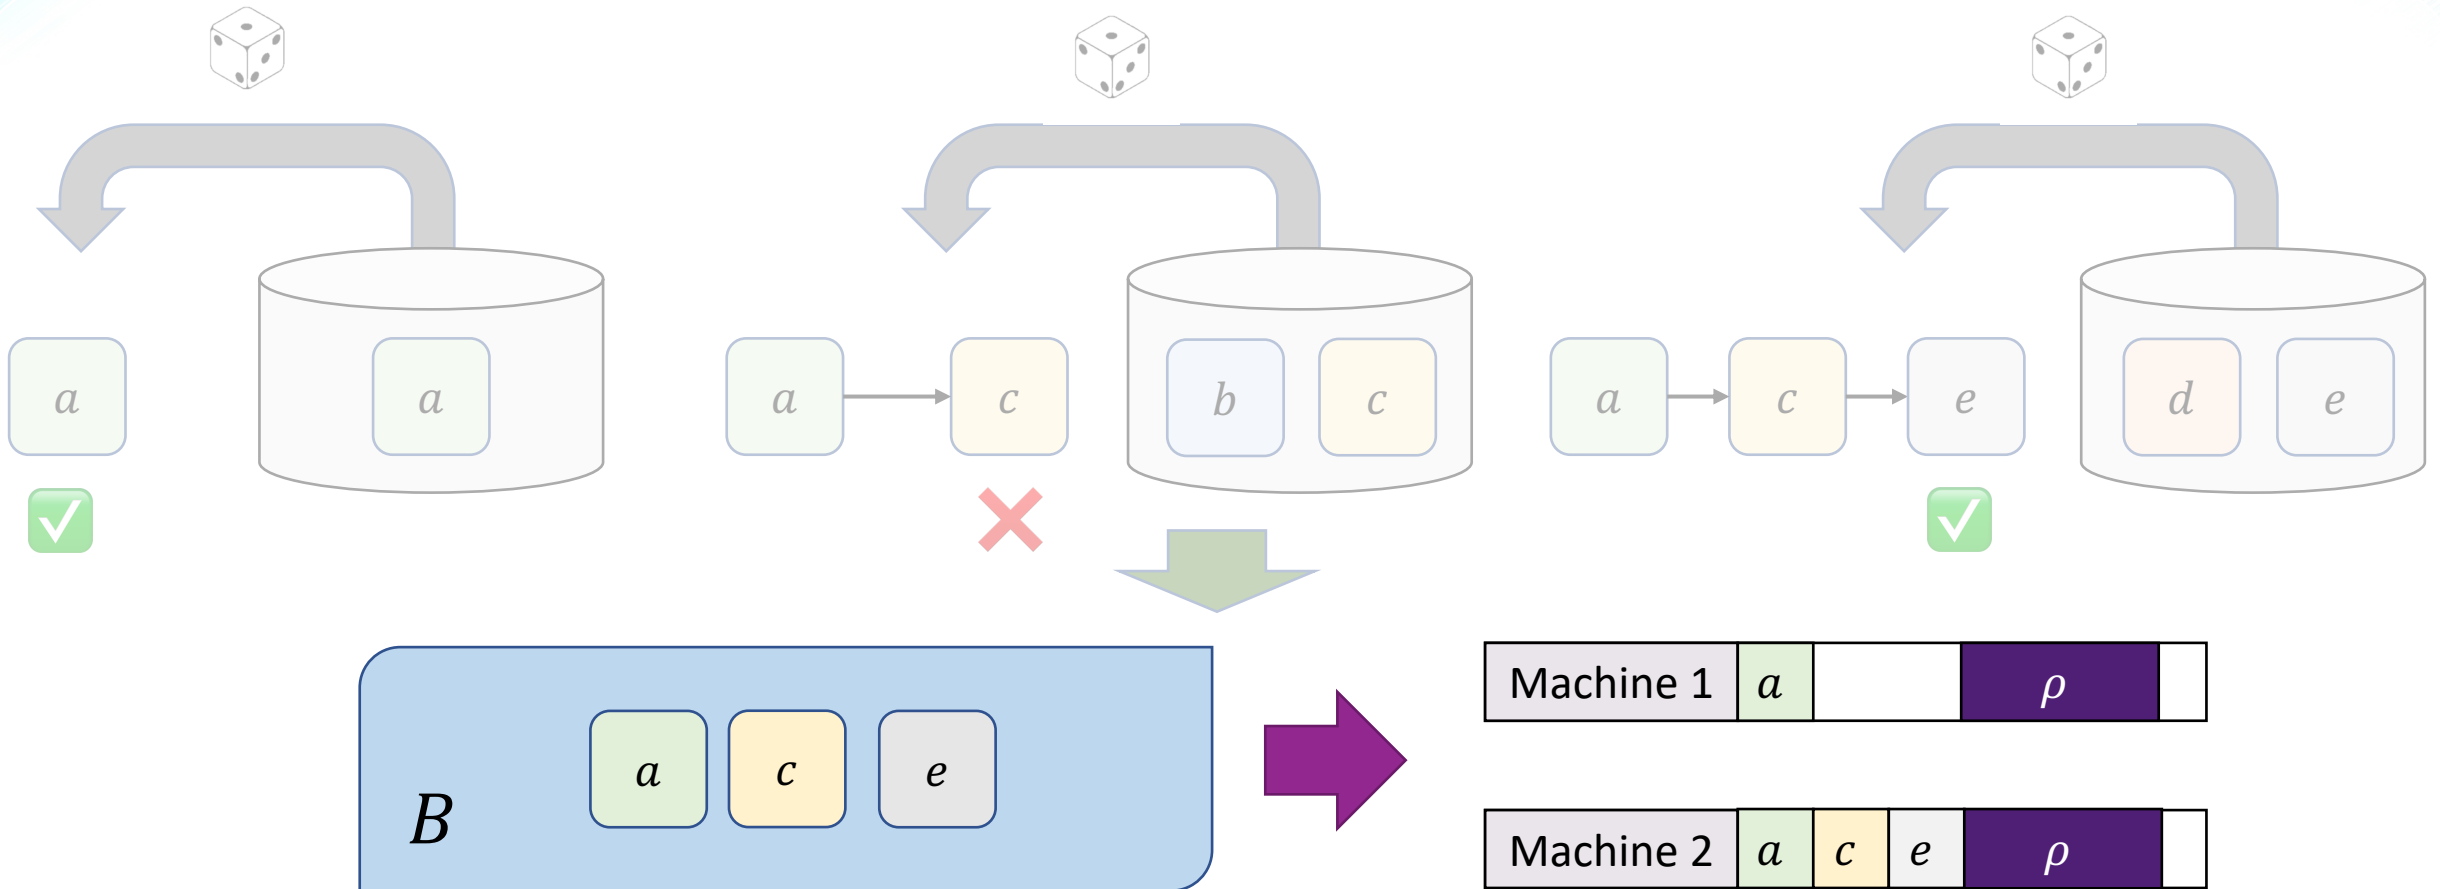 a a a c b c a c e d e
B a c e
Machine 1 a ρ
Machine 2 a c e ρ